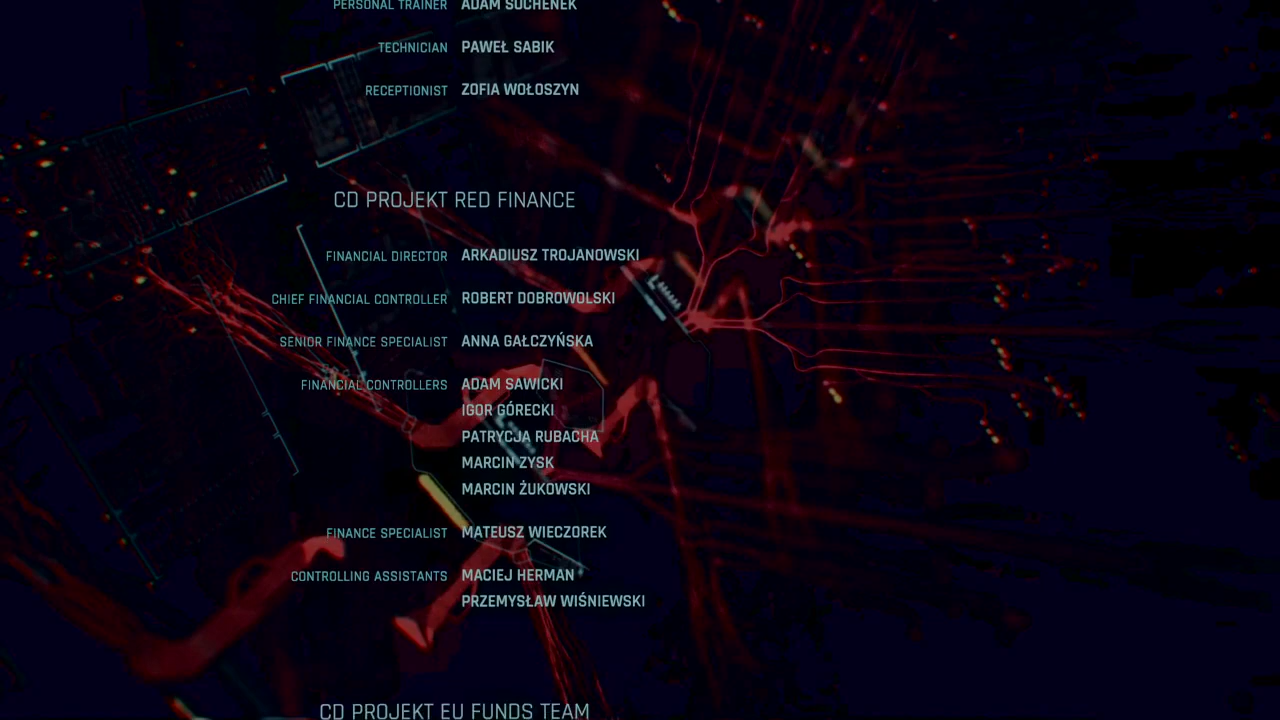 PERSONAL TRAINER ADAM SOCHENEK
TECHNICIAN PAWEŁ SABIK
RECEPTIONIST ZOFIA WOŁOSZYN
CD PROJEKT RED FINANCE
FINANCIAL DIRECTOR ARKADIUSZ TROJANOWSKI
CHIEF FINANCIAL CONTROLLER ROBERT DOBROWOLSKI
SENIOR FINANCE SPECIALIST ANNA GAŁCZYŃSKA
FINANCIAL CONTROLLERS ADAM SAWICKI
IGOR GÓRECKI
PATRYCJA RUBACHA
MARCIN ZYSK
MARCIN ŻUKOWSKI
FINANCE SPECIALIST MATEUSZ WIECZOREK
CONTROLLING ASSISTANTS MACIEJ HERMAN
PRZEMYSŁAW WIŚNIEWSKI
CD PROJEKT EU FUNDS TEAM